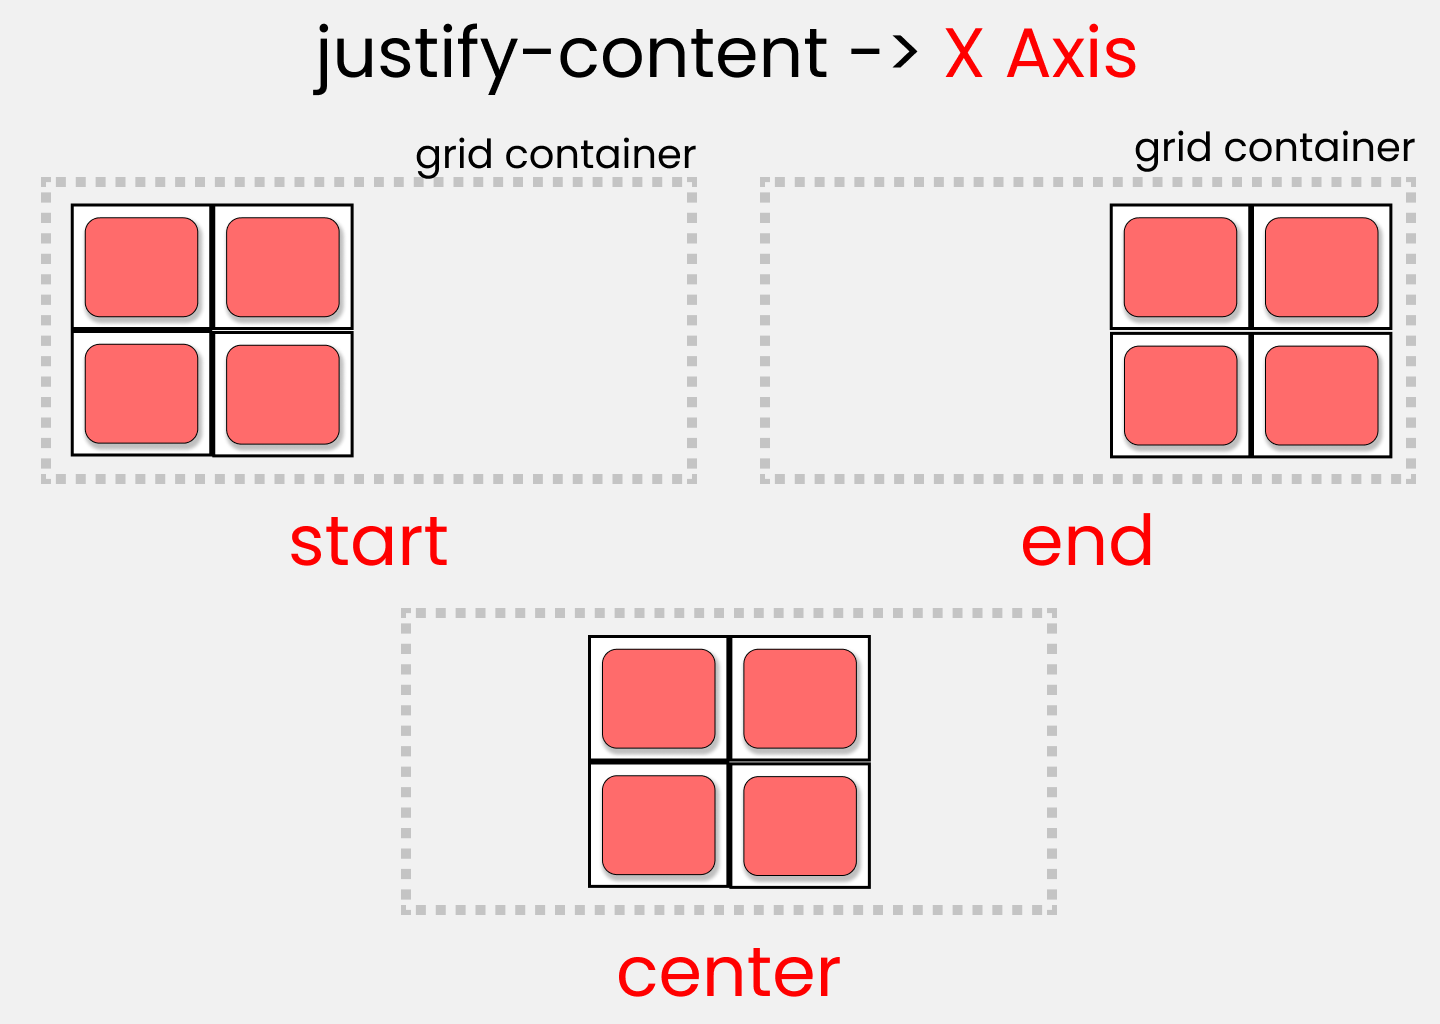 justify-content -> X Axis
grid container
grid container
start
end
center